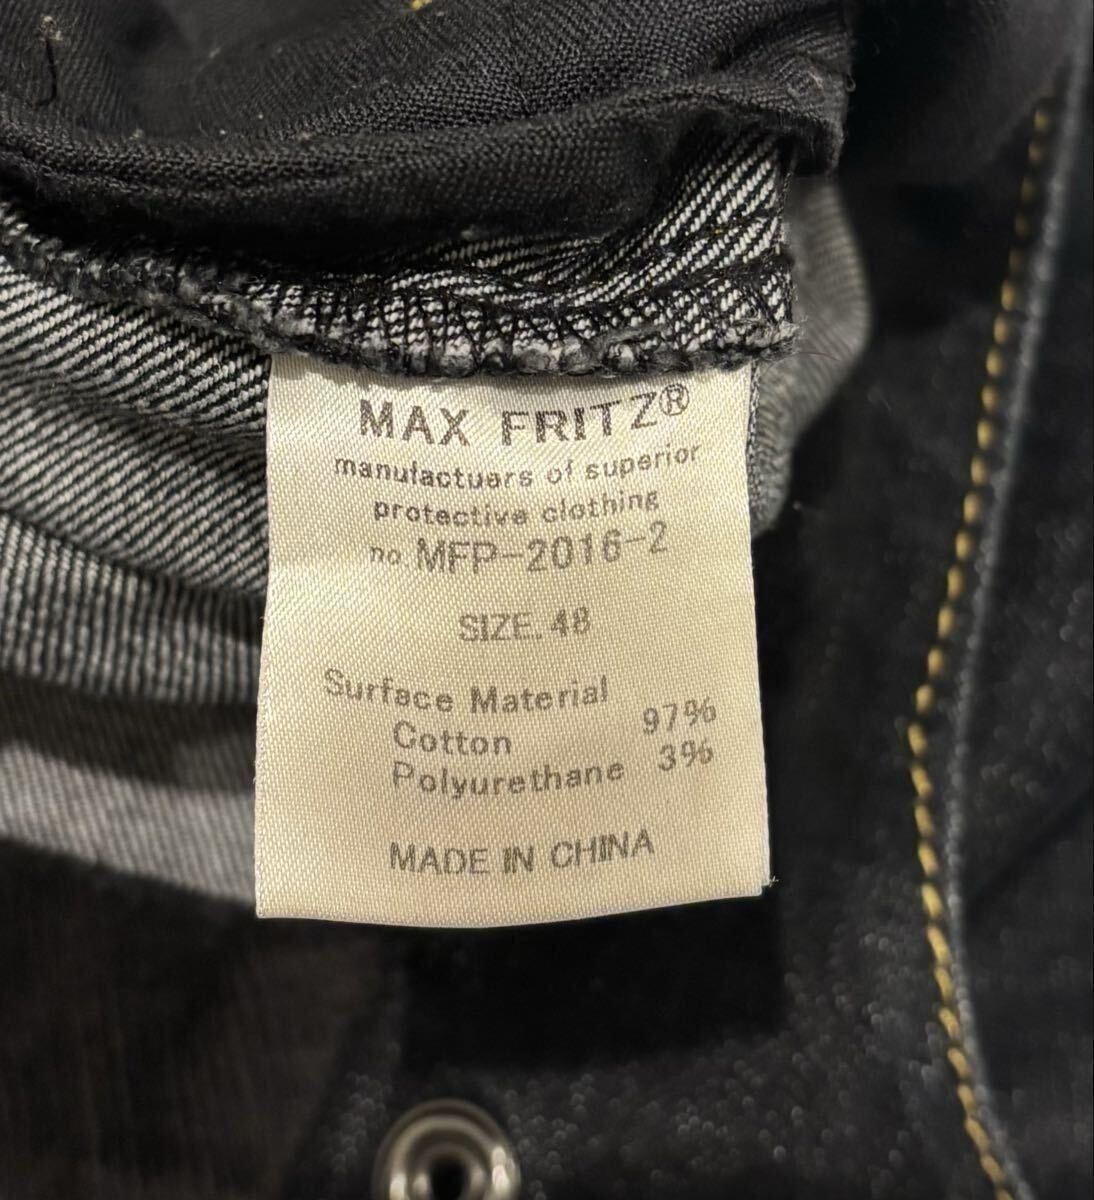 MAX FRITZ®
manufactuers of superior
protective clothing
no. MFP-2016-2
SIZE. 48
Surface Material
Cotton 97%
Polyurethane 3%
MADE IN CHINA